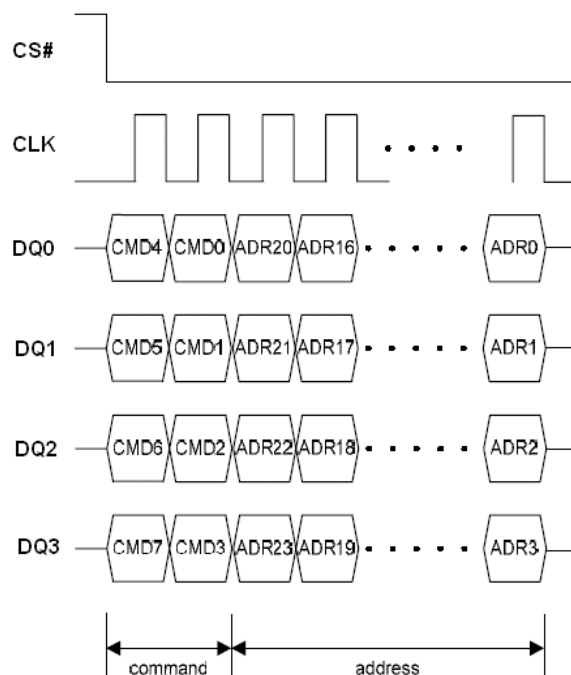 CS#
CLK
DQ0 CMD4 CMD0 ADR20 ADR16 ADR0
DQ1 CMD5 CMD1 ADR21 ADR17 ADR1
DQ2 CMD6 CMD2 ADR22 ADR18 ADR2
DQ3 CMD7 CMD3 ADR23 ADR19 ADR3
command address